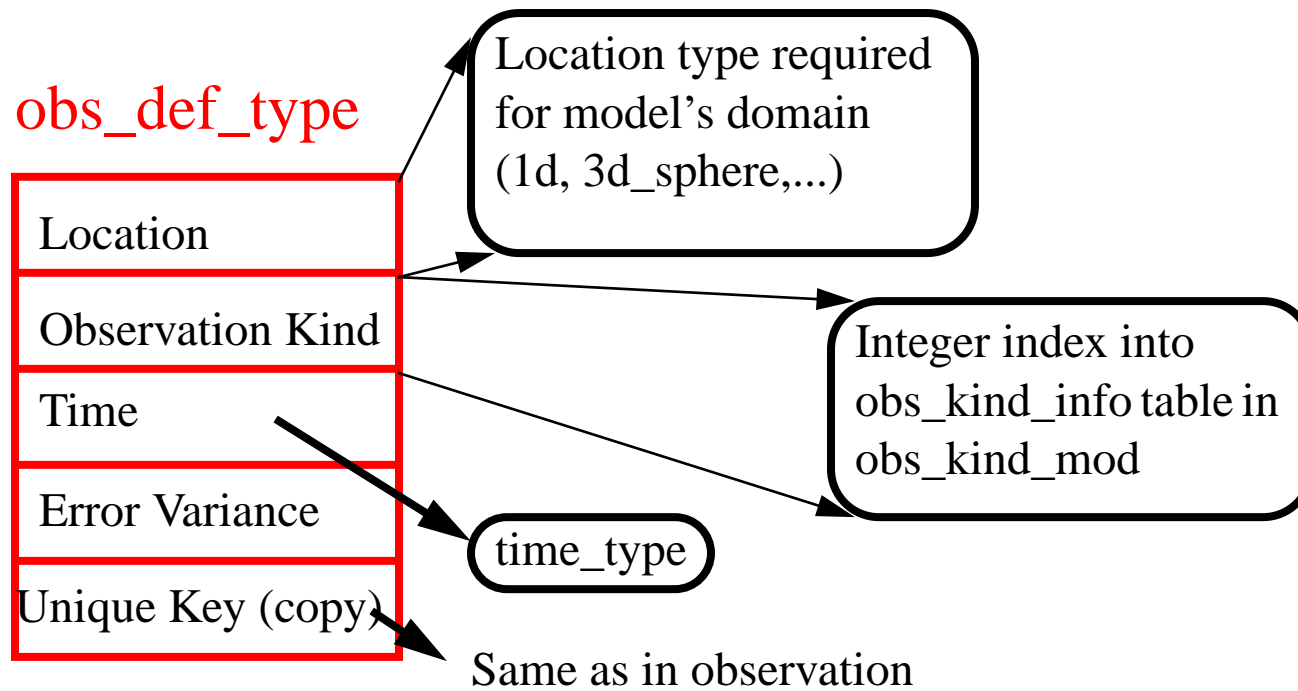 obs_def_type
Location
Observation Kind
Time
Error Variance
Unique Key (copy)
Location type required
for model’s domain
(1d, 3d_sphere,...)
Integer index into
obs_kind_info table in
obs_kind_mod
time_type
Same as in observation